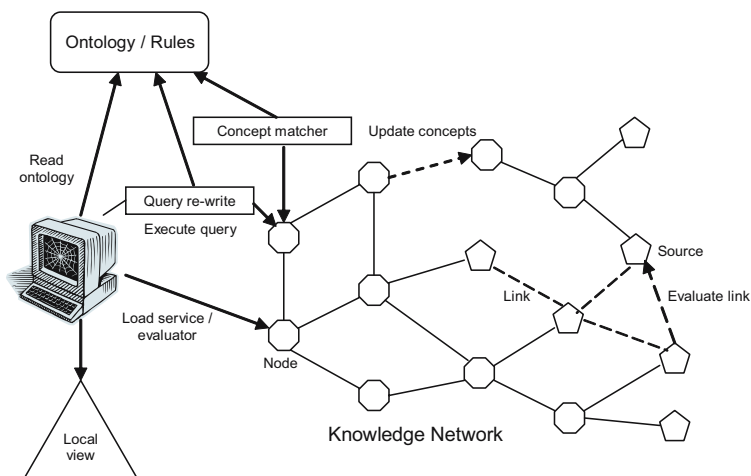 Ontology / Rules
Concept matcher
Update concepts
Read
ontology
Query re-write
Execute query
Source
Link
Evaluate link
Load service /
evaluator
Node
Knowledge Network
Local
view